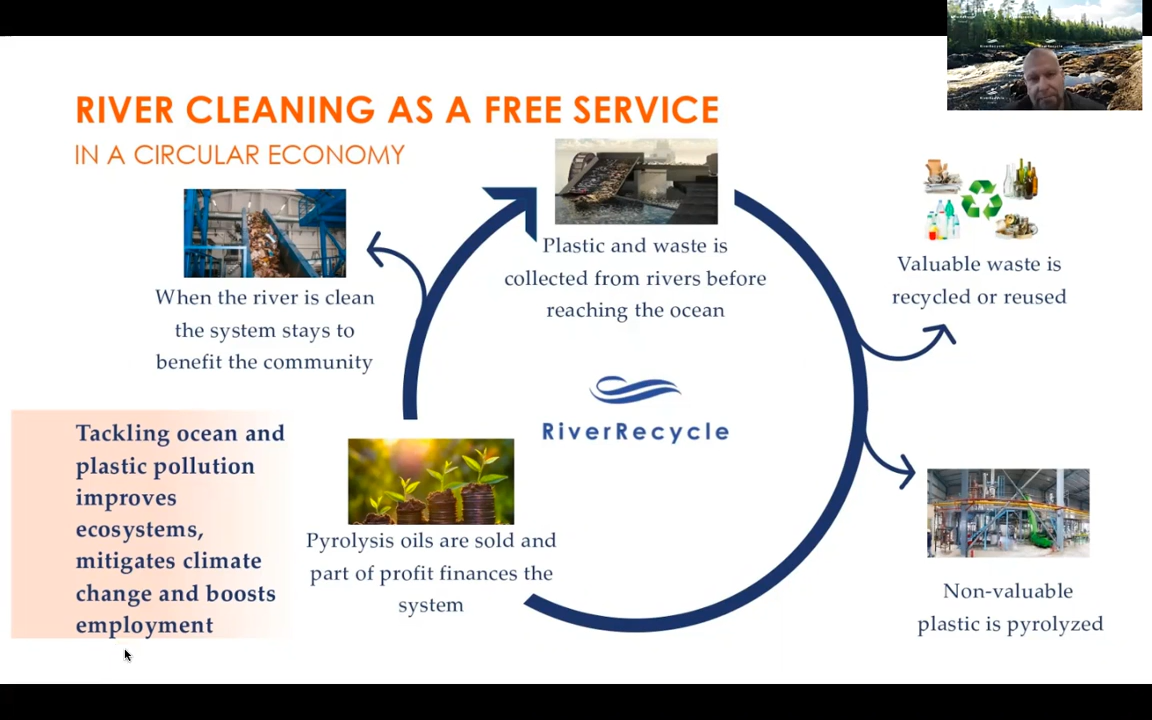 RIVER CLEANING AS A FREE SERVICE
IN A CIRCULAR ECONOMY
Plastic and waste is
collected from rivers before
reaching the ocean
Valuable waste is
recycled or reused
When the river is clean
the system stays to
benefit the community
RiverRecycle
Tackling ocean and
plastic pollution
improves
ecosystems,
mitigates climate
change and boosts
employment
Pyrolysis oils are sold and
part of profit finances the
system
Non-valuable
plastic is pyrolyzed